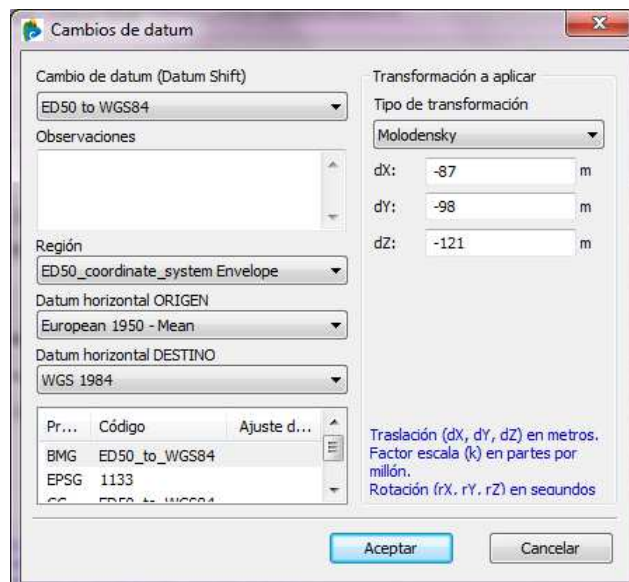 Cambios de datum
Cambio de datum (Datum Shift)
ED50 to WGS84
Observaciones
Región
ED50_coordinate_system Envelope
Datum horizontal ORIGEN
European 1950 - Mean
Datum horizontal DESTINO
WGS 1984
Pr... Código Ajuste d...
BMG ED50_to_WGS84
EPSG 1133
Transformación a aplicar
Tipo de transformación
Molodensky
dX: -87 m
dY: -98 m
dZ: -121 m
Traslación (dX, dY, dZ) en metros.
Factor escala (k) en partes por
millón.
Rotación (rX, rY, rZ) en segundos
Aceptar
Cancelar